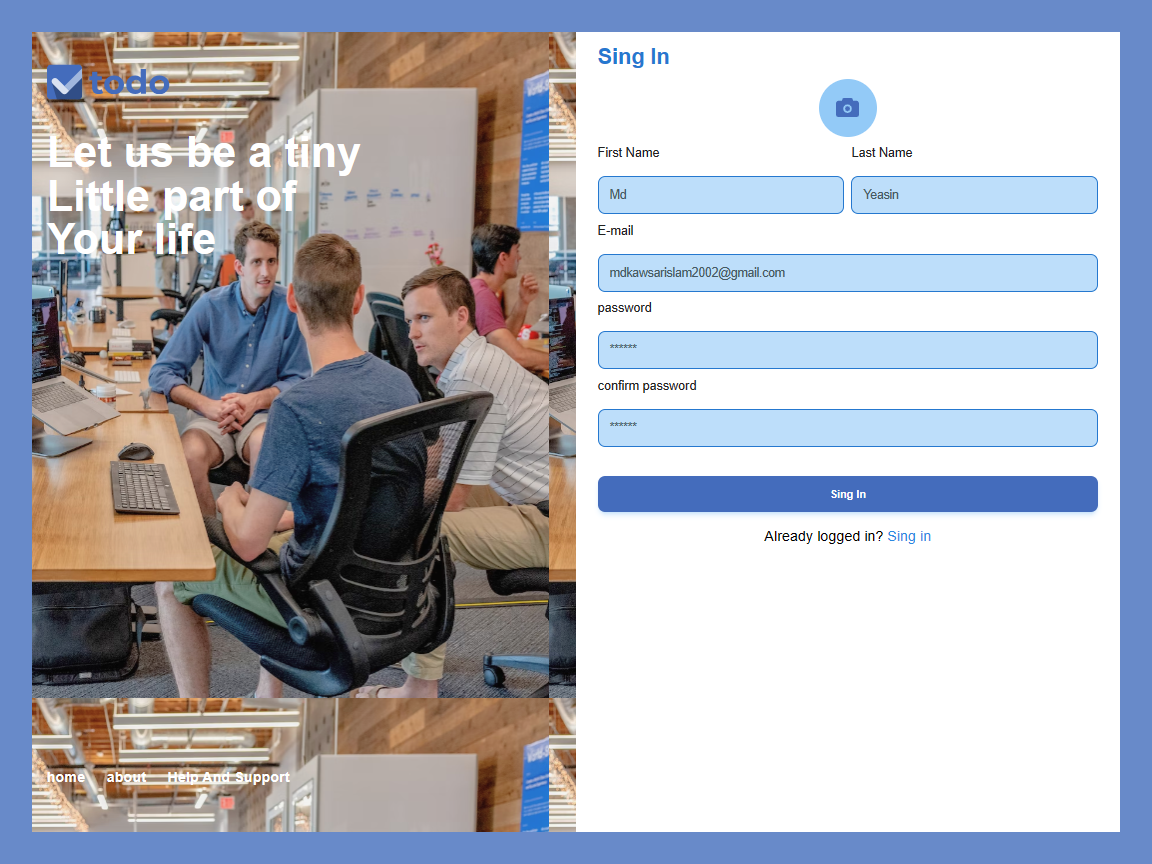 todo
Let us be a tiny
Little part of
Your life
home about Help And Support
Sing In
First Name Last Name
Md Yeasin
E-mail
mdkawsarislam2002@gmail.com
password
******
confirm password
******
Sing In
Already logged in? Sing in